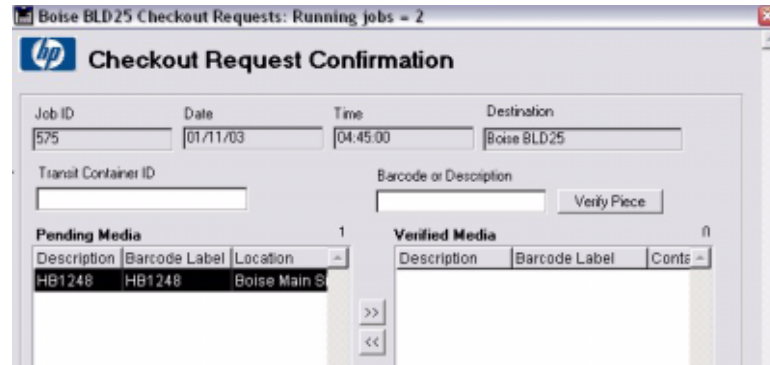 Boise BLD25 Checkout Requests: Running jobs = 2
hp Checkout Request Confirmation
Job ID Date Time Destination
575 01/11/03 04:45:00 Boise BLD25
Transit Container ID Barcode or Description
Verify Piece
Pending Media 1 Verified Media 0
Description Barcode Label Location Description Barcode Label Conta
HB1248 HB1248 Boise Main S
>>
<<